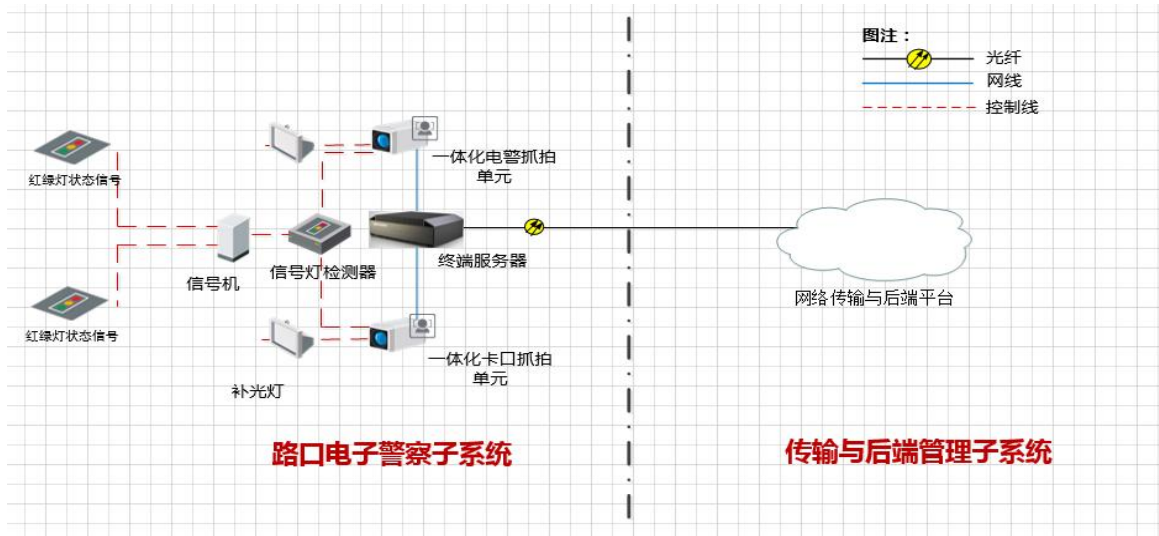 图注：
光纤
网线
控制线
一体化电警抓拍
单元
红绿灯状态信号
终端服务器
信号灯检测器
信号机
网络传输与后端平台
红绿灯状态信号
一体化卡口抓拍
单元
补光灯
路口电子警察子系统
传输与后端管理子系统